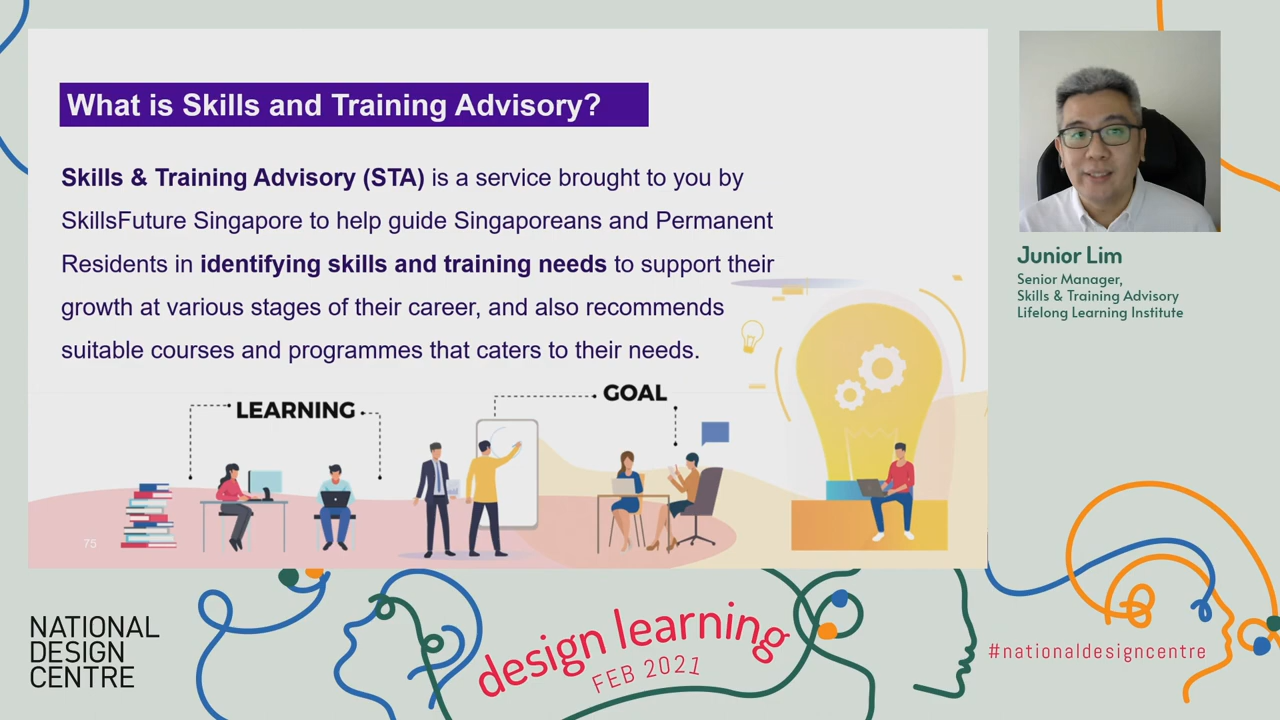 What is Skills and Training Advisory?
Skills & Training Advisory (STA) is a service brought to you by
SkillsFuture Singapore to help guide Singaporeans and Permanent
Residents in identifying skills and training needs to support their
growth at various stages of their career, and also recommends
suitable courses and programmes that caters to their needs.
LEARNING
GOAL
75
Junior Lim
Senior Manager,
Skills & Training Advisory
Lifelong Learning Institute
NATIONAL
DESIGN
CENTRE
design learning
FEB 2021
#nationaldesigncentre